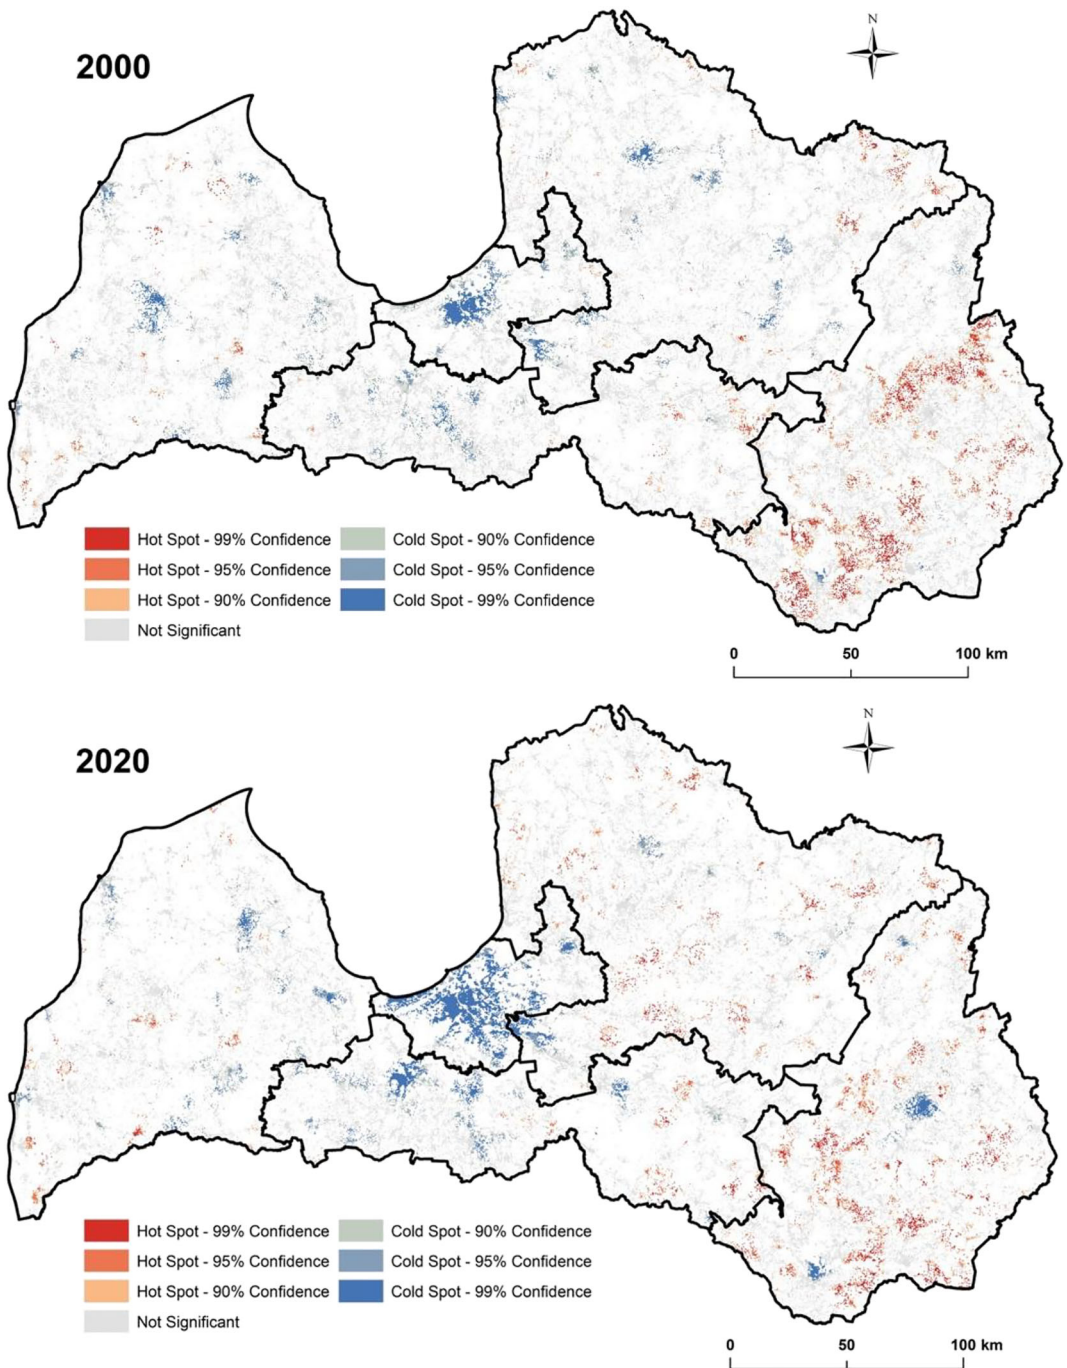 2000
N
Hot Spot - 99% Confidence
Cold Spot - 90% Confidence
Hot Spot - 95% Confidence
Cold Spot - 95% Confidence
Hot Spot - 90% Confidence
Cold Spot - 99% Confidence
Not Significant
0 50 100 km
2020
N
Hot Spot - 99% Confidence
Cold Spot - 90% Confidence
Hot Spot - 95% Confidence
Cold Spot - 95% Confidence
Hot Spot - 90% Confidence
Cold Spot - 99% Confidence
Not Significant
0 50 100 km